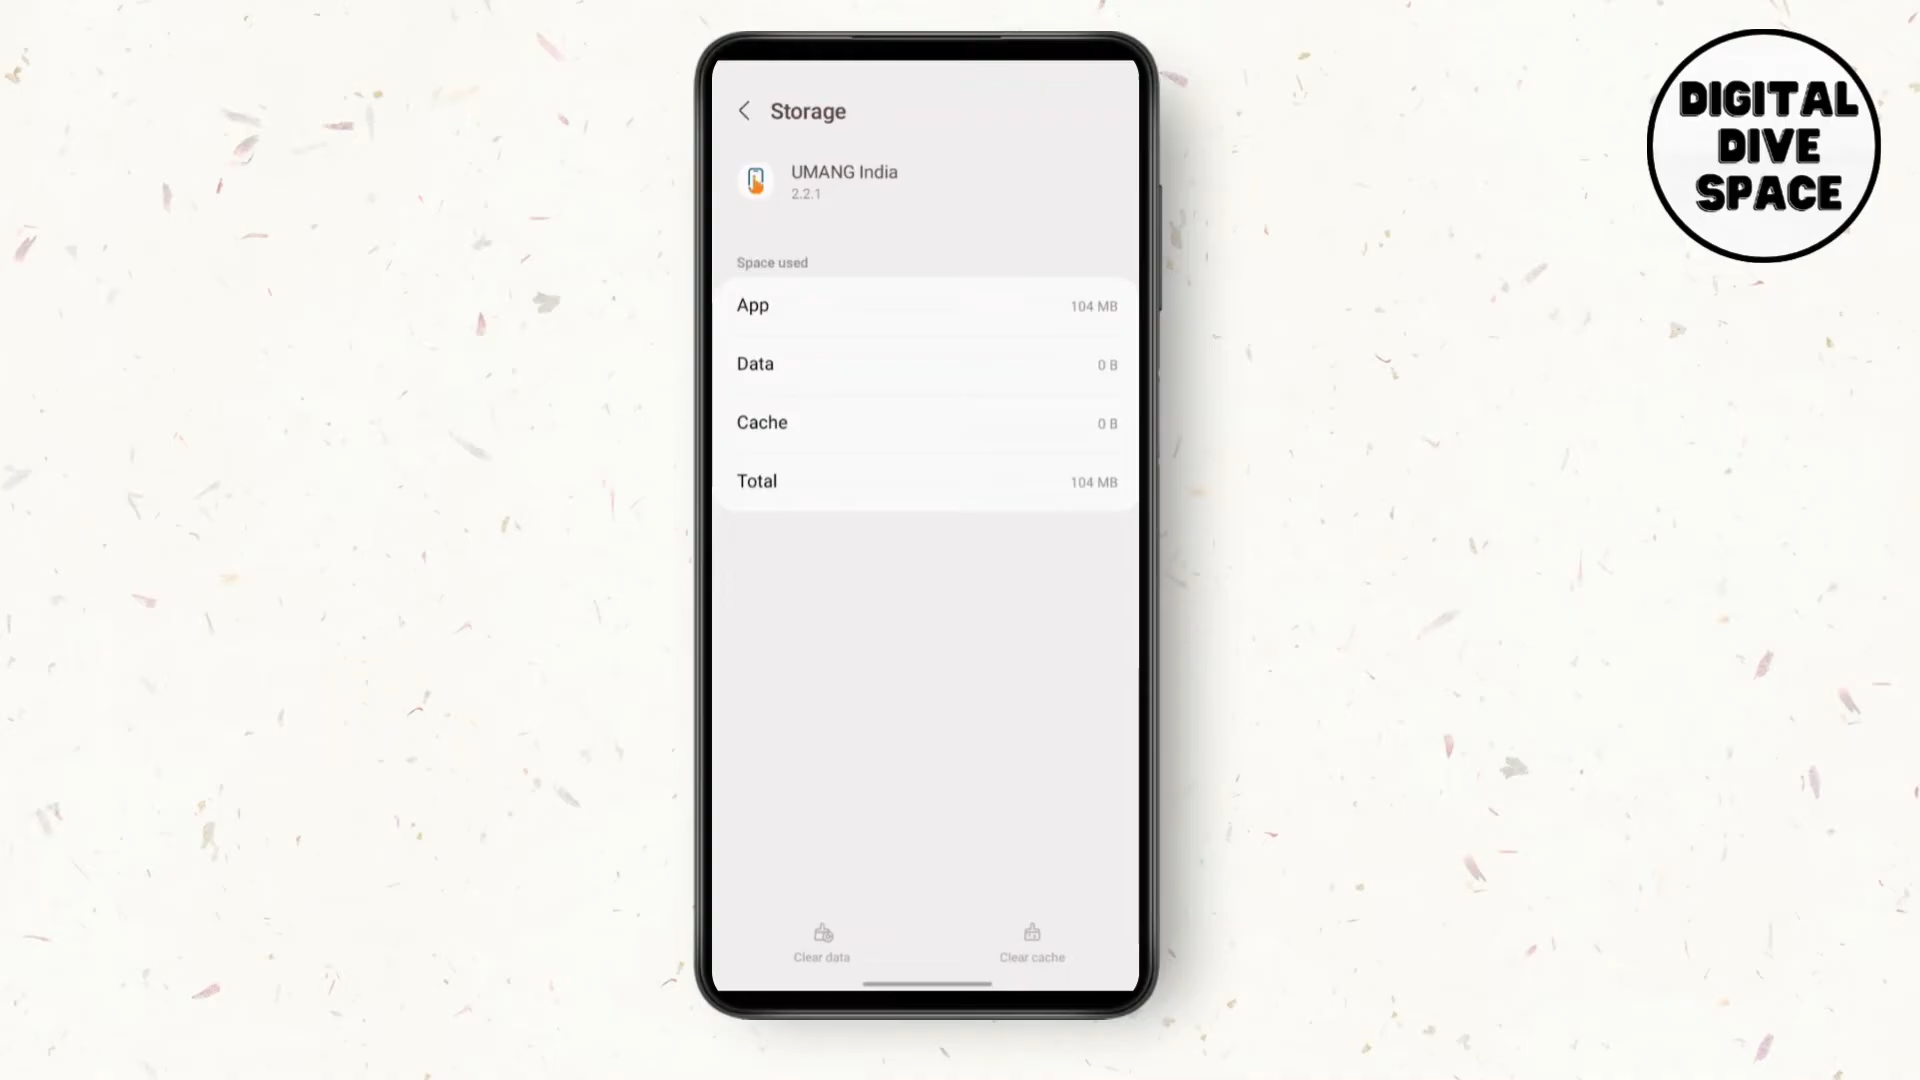 Storage
UMANG India
2.2.1
Space used
App 104 MB
Data 0 B
Cache 0 B
Total 104 MB
Clear data Clear cache
DIGITAL
DIVE
SPACE